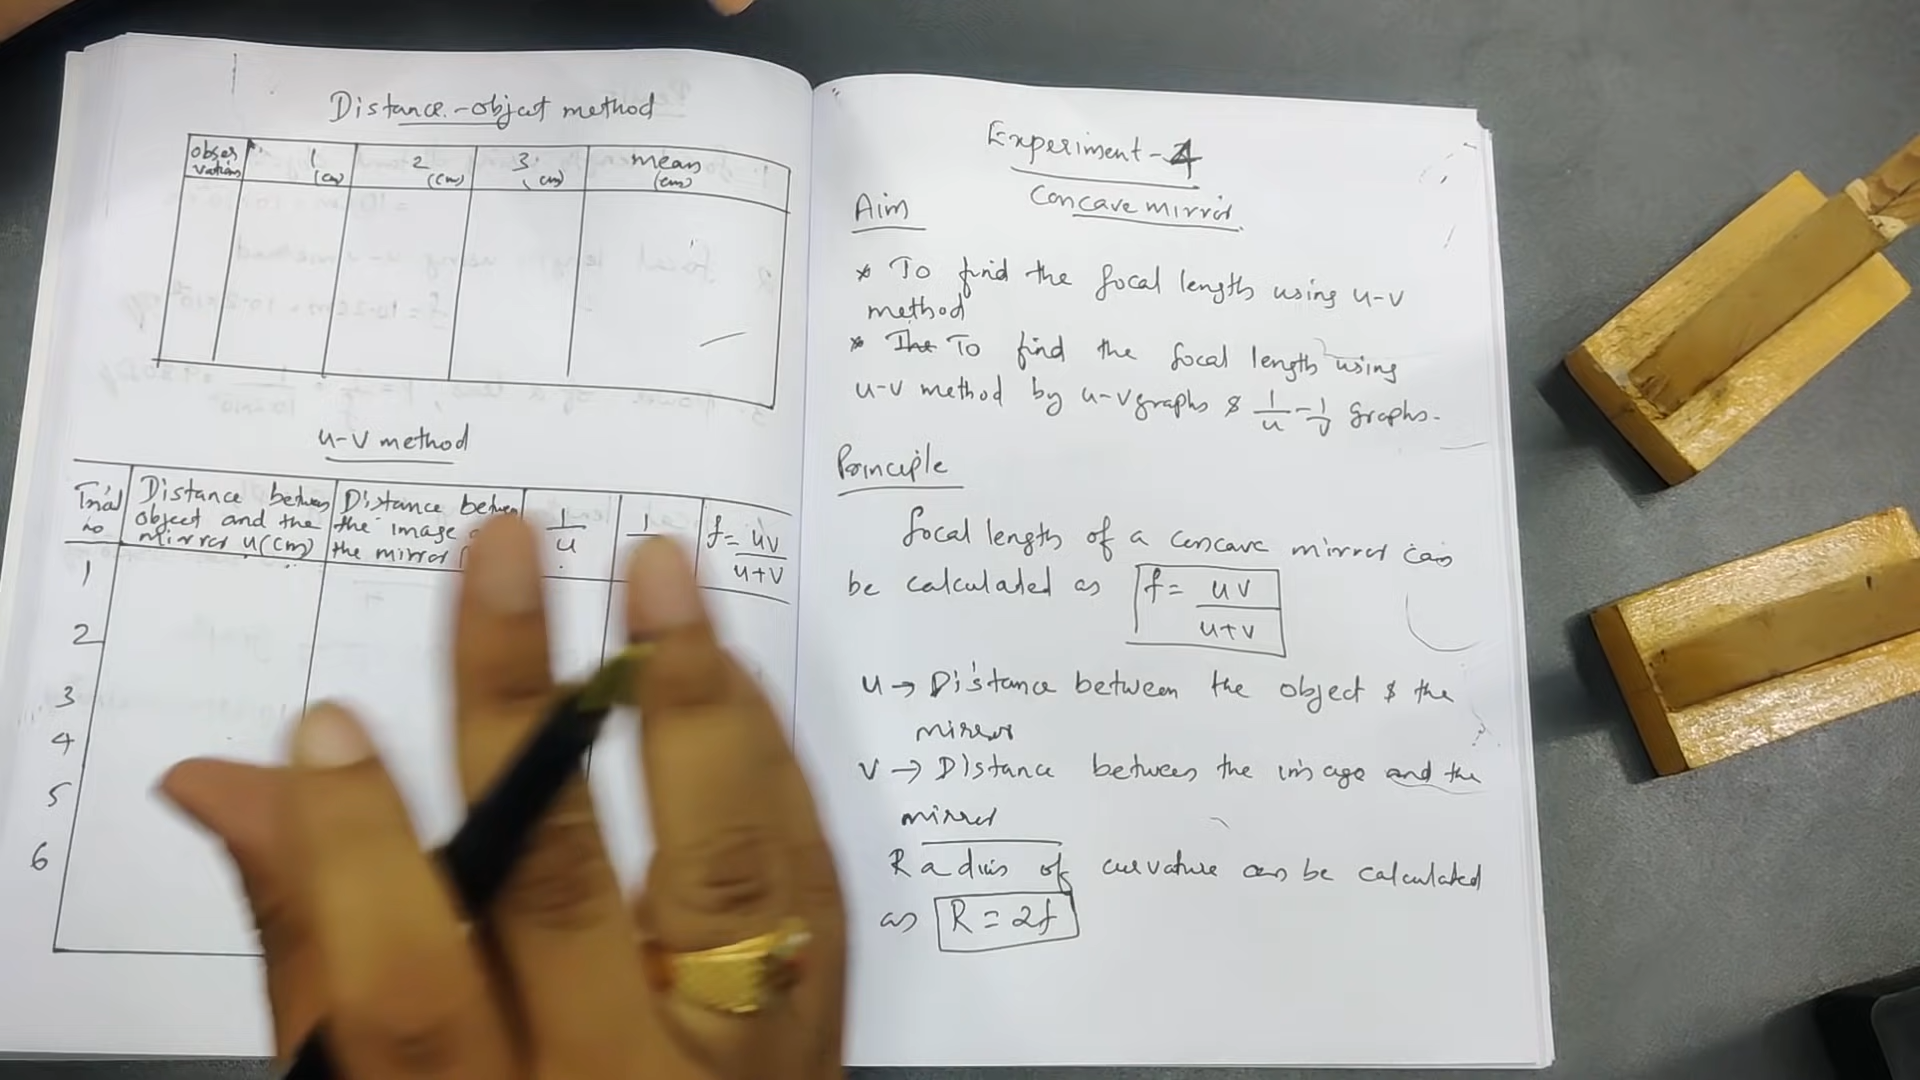 Distance-object method
obser 1 2 3 mean
vation (cm) (cm) (cm) (cm)
u-v method
Trial Distance between Distance between 1 1 f = uv
no object and the the image u u+v
mirror u(cm) the mirror
1
2
3
4
5
6
Experiment-4
Concave mirror
Aim
* To find the focal length using u-v
method
* The To find the focal length using
u-v method by u-v graphs & 1/u - 1/v graphs.
Principle
focal length of a concave mirror can
be calculated as f = uv
u+v
u → Distance between the object & the
mirror
v → Distance between the image and the
mirror
Radius of curvature can be calculated
as R = 2f